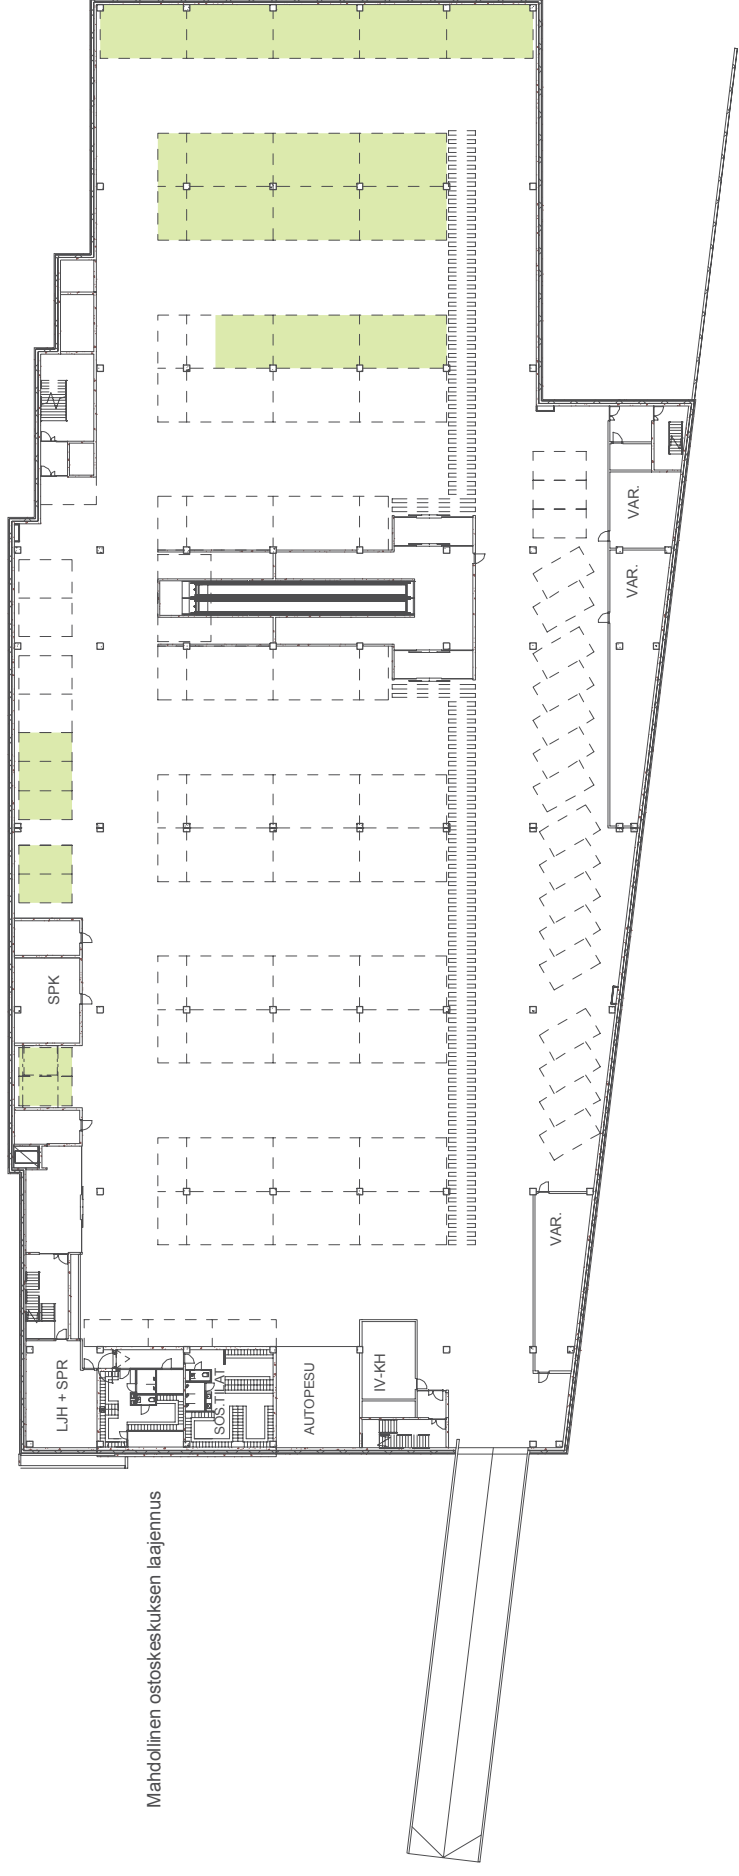 VAR.
VAR.
SPK
VAR.
LJH + SPR
SOS.TILAT
AUTOPESU
IV-KH
Mahdollinen ostoskeskuksen laajennus